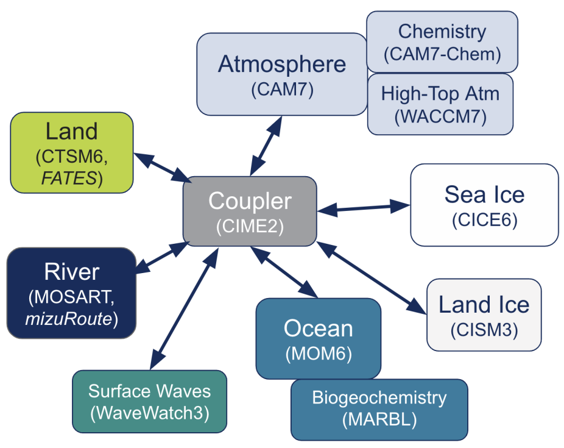 Chemistry
(CAM7-Chem)
Atmosphere
(CAM7)
High-Top Atm
(WACCM7)
Land
(CTSM6,
FATES)
Coupler
(CIME2)
Sea Ice
(CICE6)
River
(MOSART,
mizuRoute)
Land Ice
(CISM3)
Ocean
(MOM6)
Surface Waves
(WaveWatch3)
Biogeochemistry
(MARBL)